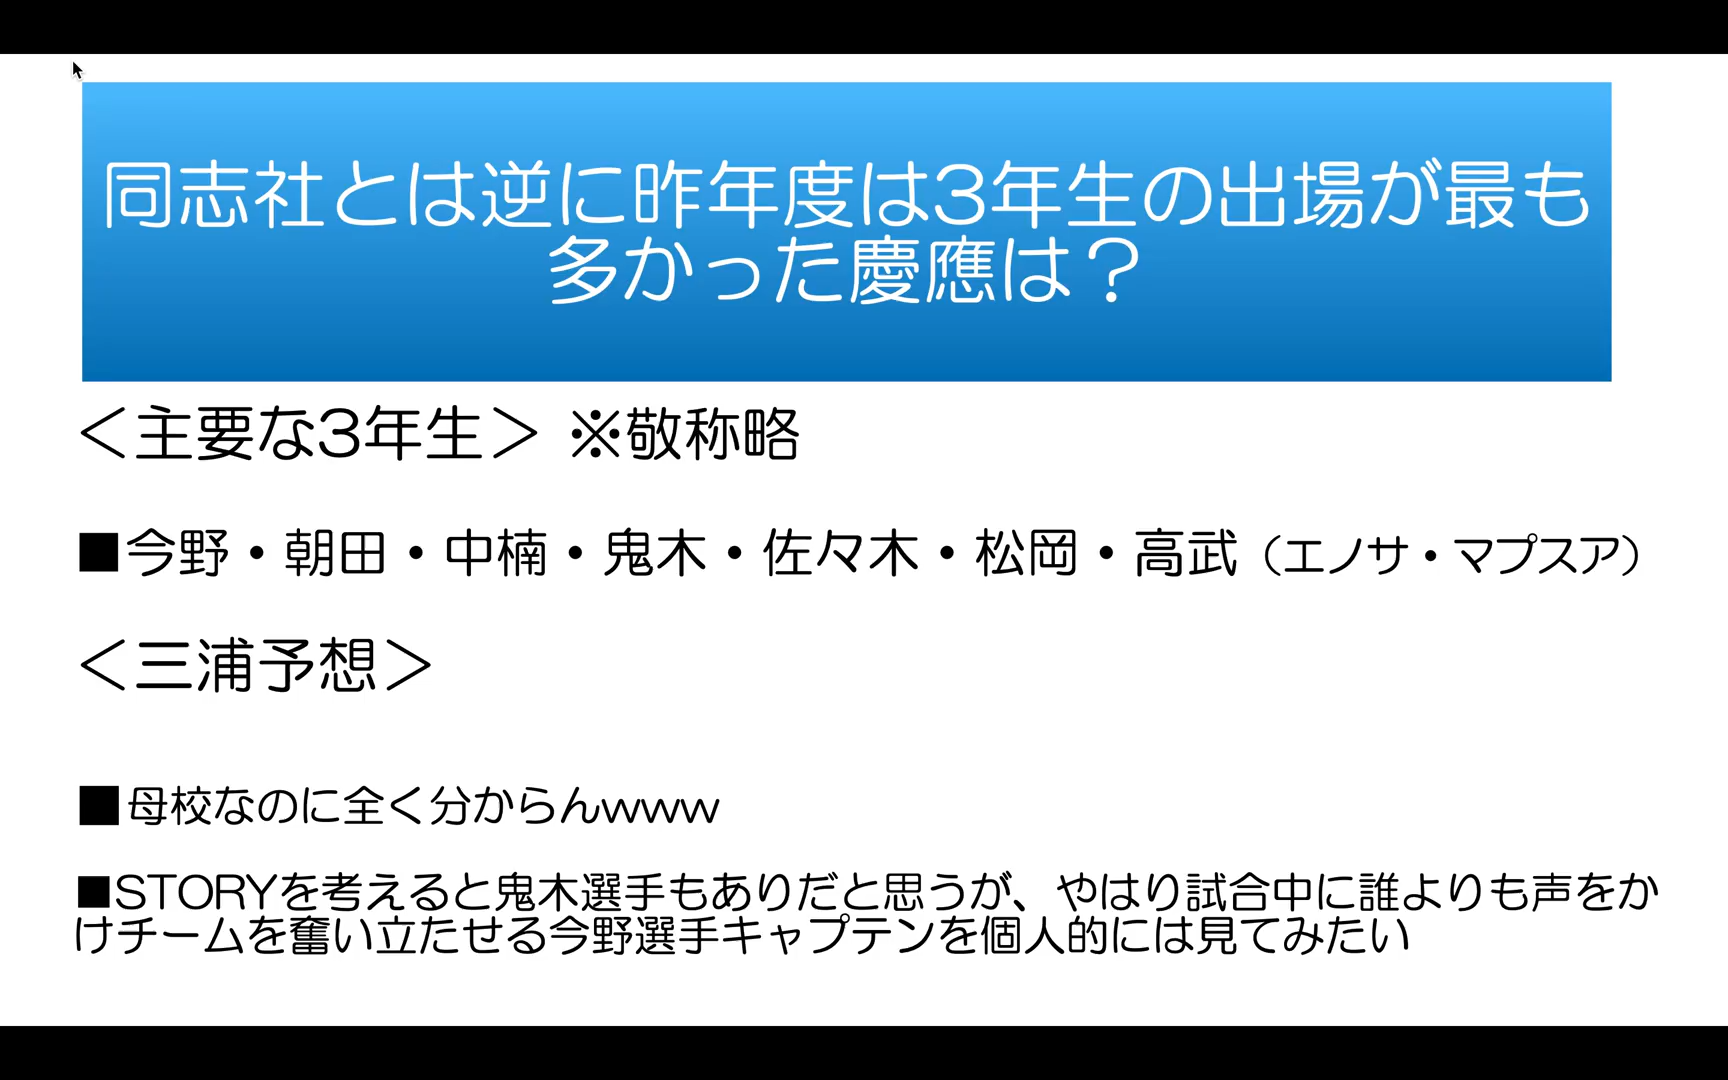 同志社とは逆に昨年度は3年生の出場が最も
多かった慶應は？
＜主要な3年生＞ ※敬称略
■今野・朝田・中楠・鬼木・佐々木・松岡・高武（エノサ・マプスア）
＜三浦予想＞
■母校なのに全く分からんwww
■STORYを考えると鬼木選手もありだと思うが、やはり試合中に誰よりも声をか
けチームを奮い立たせる今野選手キャプテンを個人的には見てみたい